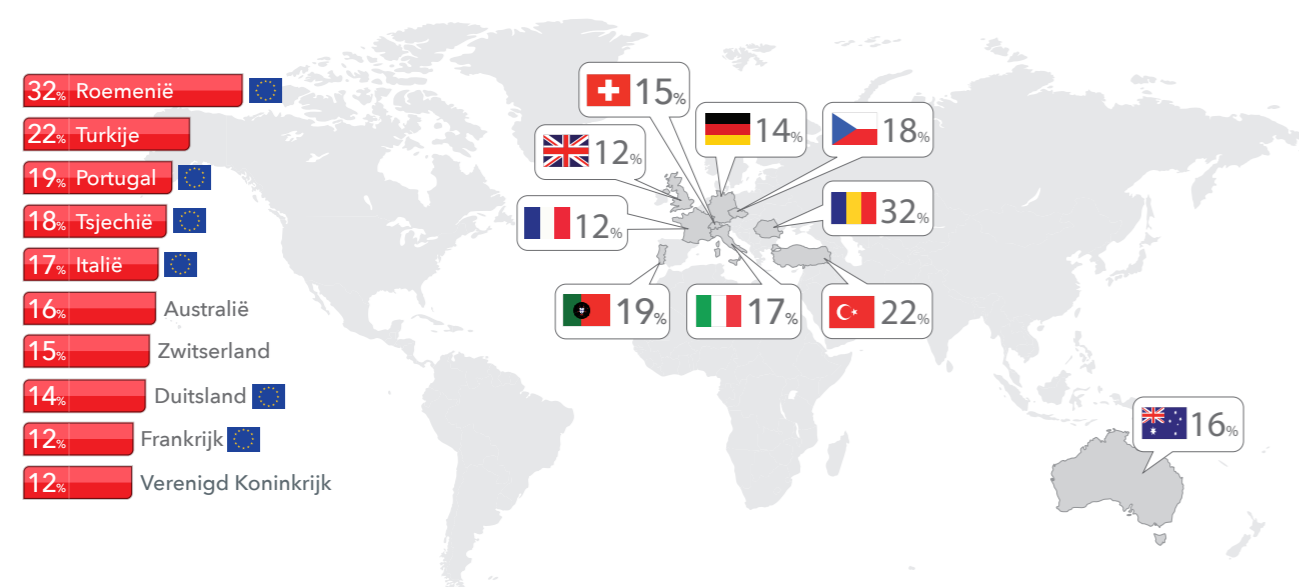 32% Roemenië
22% Turkije
19% Portugal
18% Tsjechië
17% Italië
16% Australië
15% Zwitserland
14% Duitsland
12% Frankrijk
12% Verenigd Koninkrijk
15%
12%
14%
18%
12%
32%
19%
17%
22%
16%